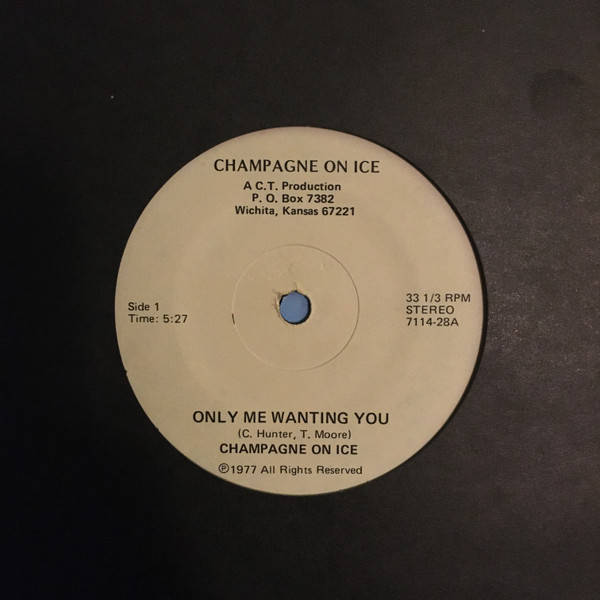 CHAMPAGNE ON ICE
A C.T. Production
P. O. Box 7382
Wichita, Kansas 67221
Side 1
Time: 5:27
33 1/3 RPM
STEREO
7114-28A
ONLY ME WANTING YOU
(C. Hunter, T. Moore)
CHAMPAGNE ON ICE
℗1977 All Rights Reserved